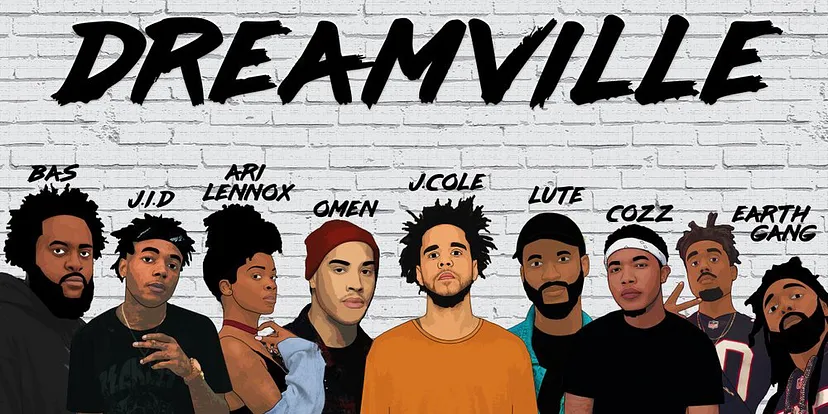 DREAMVILLE
BAS
J.I.D
ARI
LENNOX
OMEN
J.COLE
LUTE
COZZ
EARTH
GANG